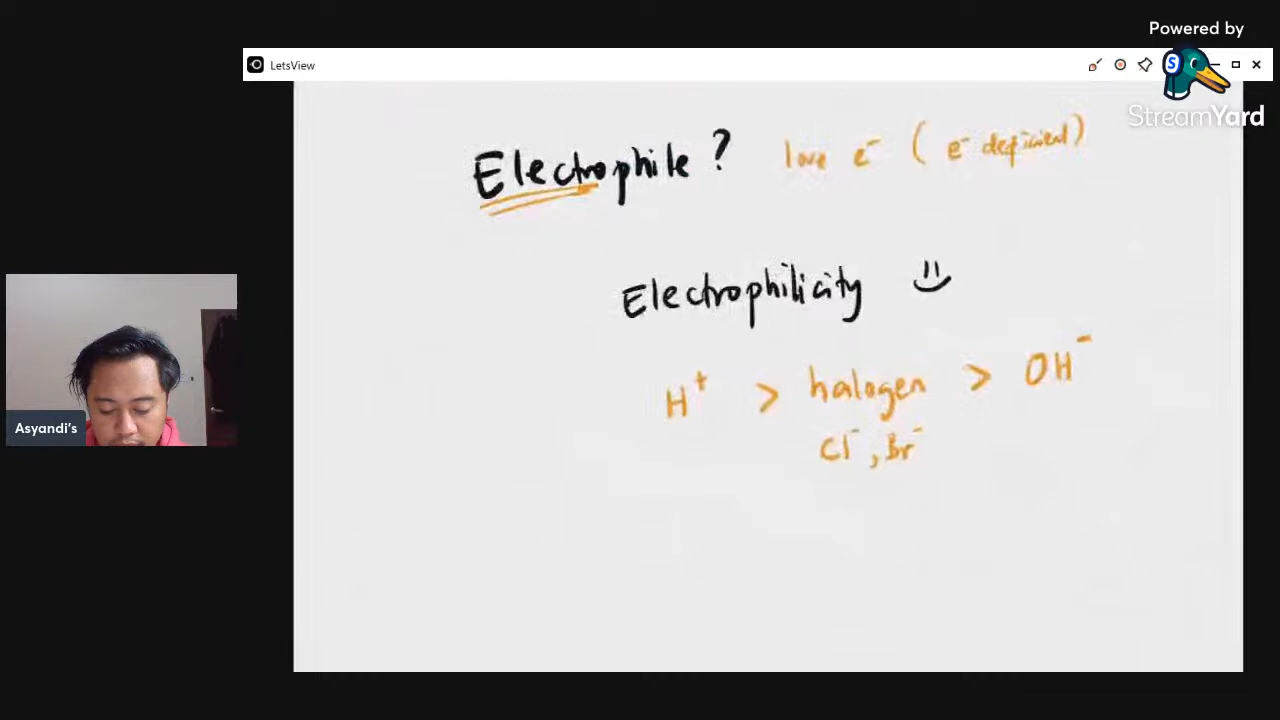 Powered by
LetsView
StreamYard
Electrophile? love e⁻ (e⁻ deficient)
Electrophilicity
H⁺ > halogen > OH⁻
Cl⁻, Br⁻
Asyandi's